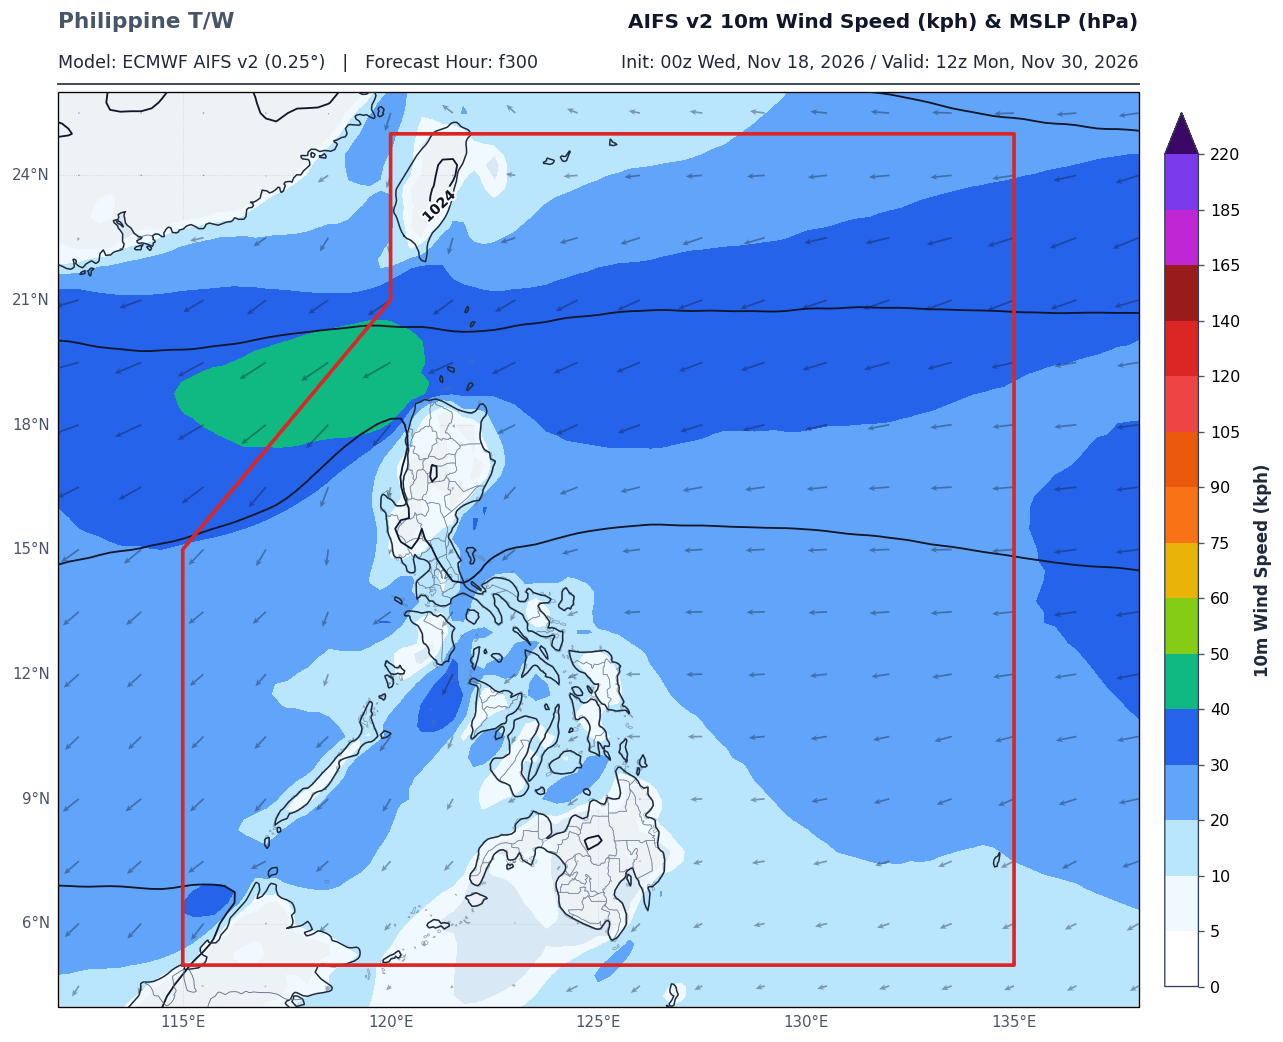 Philippine T/W
AIFS v2 10m Wind Speed (kph) & MSLP (hPa)
Model: ECMWF AIFS v2 (0.25°) | Forecast Hour: f300
Init: 00z Wed, Nov 18, 2026 / Valid: 12z Mon, Nov 30, 2026
24°N
21°N
18°N
15°N
12°N
9°N
6°N
1024
115°E
120°E
125°E
130°E
135°E
220
185
165
140
120
105
90
75
60
50
40
30
20
10
5
0
10m Wind Speed (kph)